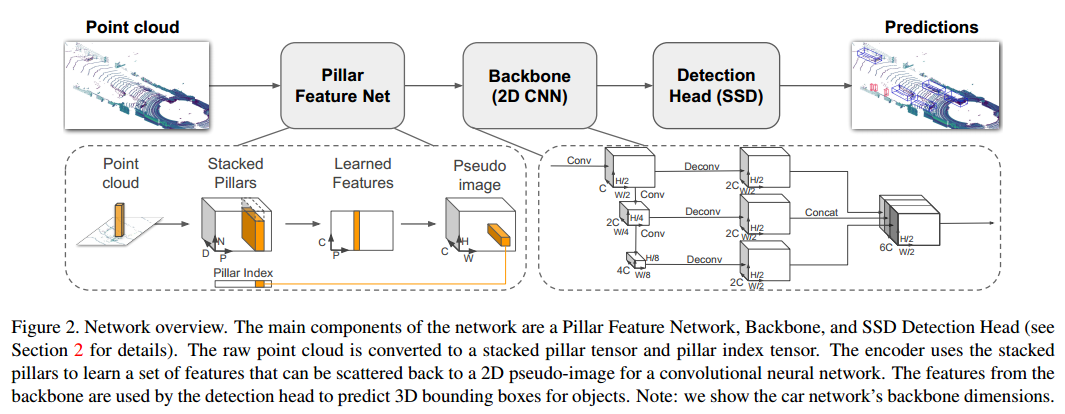 Point cloud
Predictions
Pillar
Feature Net
Backbone
(2D CNN)
Detection
Head (SSD)
Point
cloud
Stacked
Pillars
Learned
Features
Pseudo
image
N
D
P
C
P
H
C
W
Pillar Index
Conv
C
H/2
W/2
Conv
2C
H/4
W/4
Conv
4C
H/8
W/8
Deconv
2C
H/2
W/2
Deconv
2C
H/2
W/2
Deconv
2C
H/2
W/2
Concat
6C
H/2
W/2
Figure 2. Network overview. The main components of the network are a Pillar Feature Network, Backbone, and SSD Detection Head (see
Section 2 for details). The raw point cloud is converted to a stacked pillar tensor and pillar index tensor. The encoder uses the stacked
pillars to learn a set of features that can be scattered back to a 2D pseudo-image for a convolutional neural network. The features from the
backbone are used by the detection head to predict 3D bounding boxes for objects. Note: we show the car network's backbone dimensions.